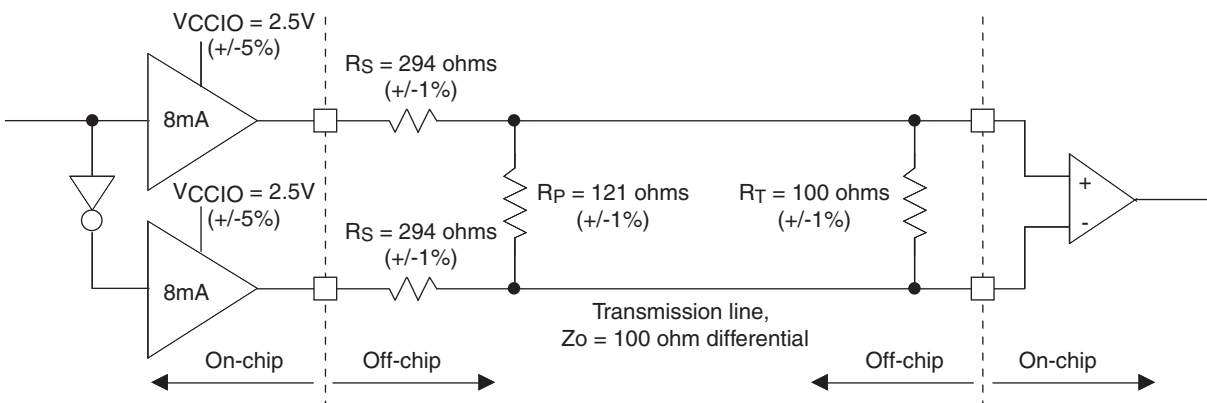 VCCIO = 2.5V
(+/-5%)
8mA
RS = 294 ohms
(+/-1%)
VCCIO = 2.5V
(+/-5%)
8mA
RS = 294 ohms
(+/-1%)
RP = 121 ohms
(+/-1%)
RT = 100 ohms
(+/-1%)
+
-
Transmission line,
Zo = 100 ohm differential
On-chip
Off-chip
Off-chip
On-chip